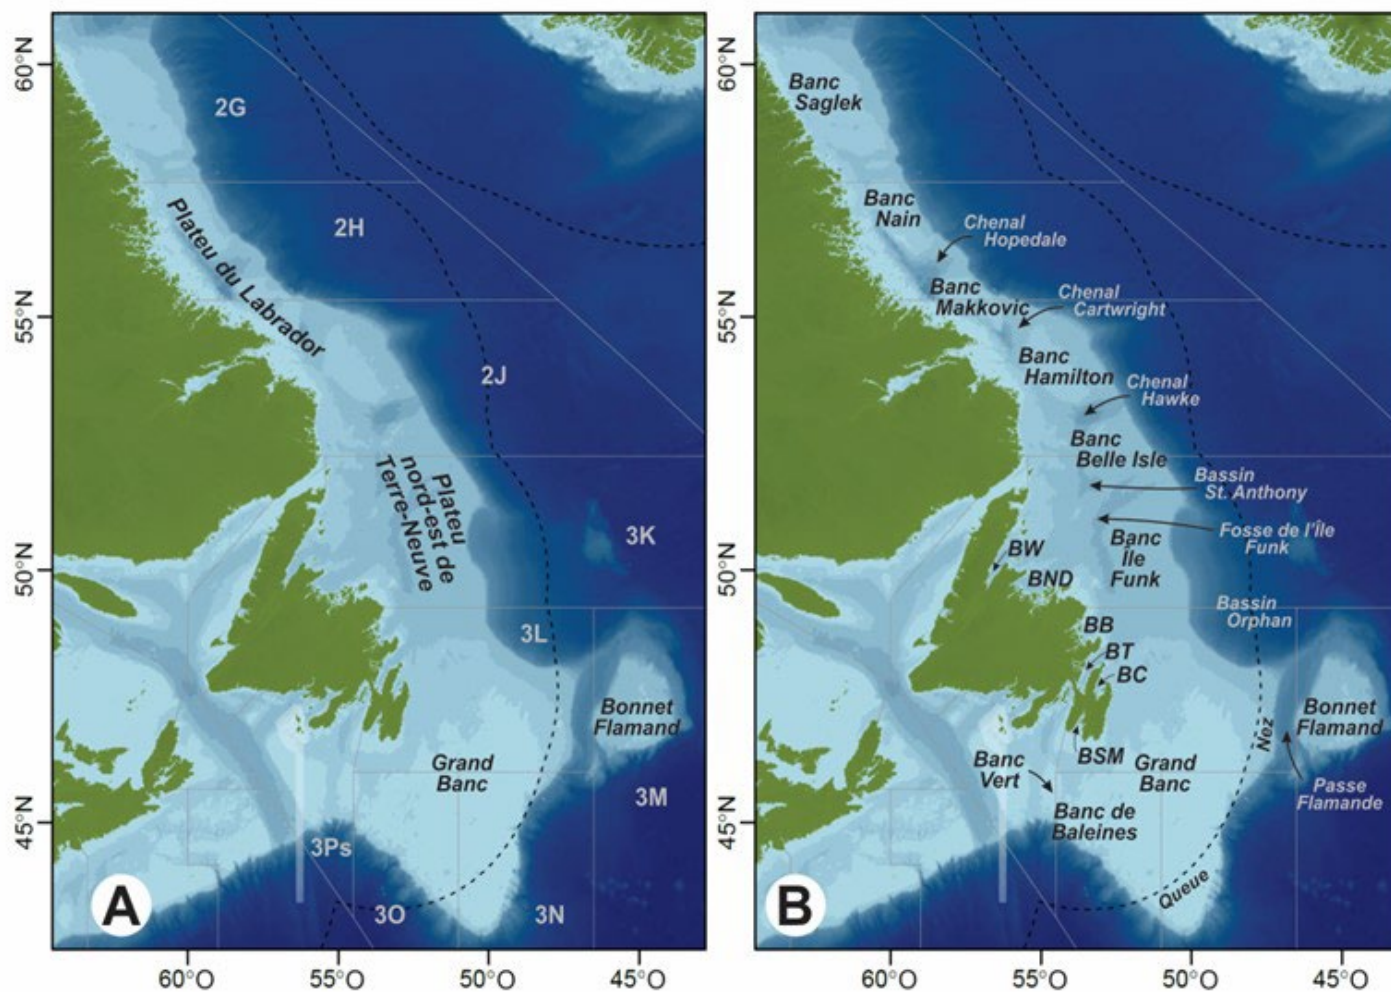 60°N
55°N
50°N
45°N
2G
2H
2J
3K
3L
3M
3Ps
3O
3N
Plateu du Labrador
Plateu
nord-est de
Terre-Neuve
Grand
Banc
Bonnet
Flamand
A
60°O
55°O
50°O
45°O
60°N
55°N
50°N
45°N
Banc
Saglek
Banc
Nain
Chenal
Hopedale
Banc
Makkovic
Chenal
Cartwright
Banc
Hamilton
Chenal
Hawke
Banc
Belle Isle
Bassin
St. Anthony
Fosse de l'Île
Funk
Banc
Île
Funk
BW
BND
Bassin
Orphan
BB
BT
BC
BSM
Nez
Bonnet
Flamand
Banc
Vert
Grand
Banc
Passe
Flamande
Banc de
Baleines
Queue
B
60°O
55°O
50°O
45°O